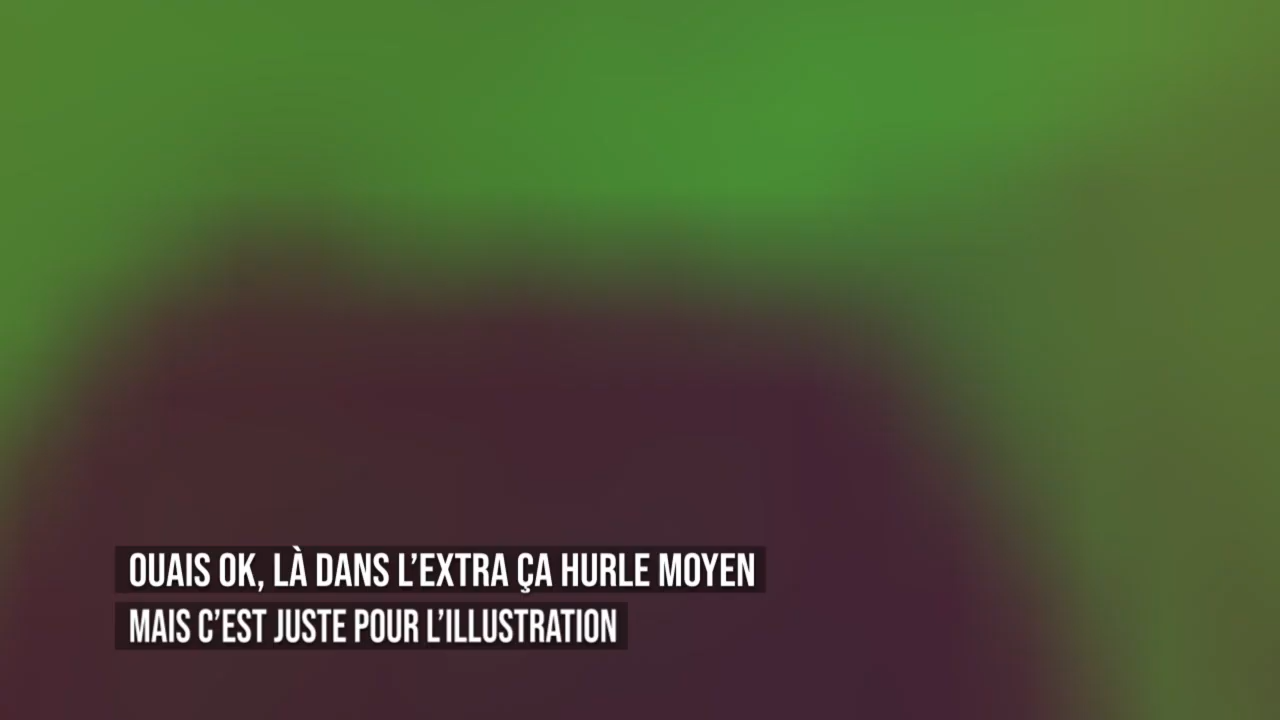 OUAIS OK, LÀ DANS L’EXTRA ÇA HURLE MOYEN
MAIS C’EST JUSTE POUR L’ILLUSTRATION